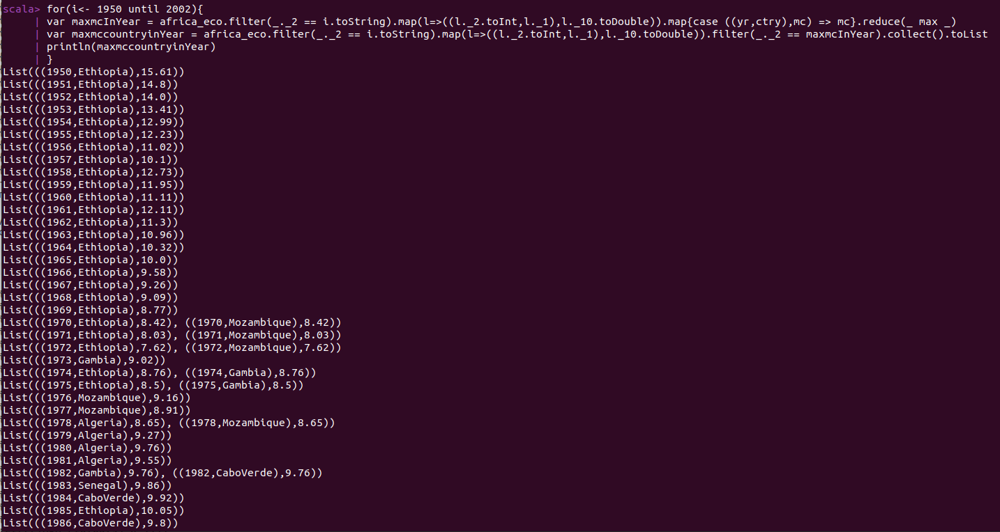 scala> for(i<- 1950 until 2002){
| var maxmcInYear = africa_eco.filter(_._2 == i.toString).map(l=>((l._2.toInt,l._1),l._10.toDouble)).map{case ((yr,ctry),mc) => mc}.reduce(_ max _)
| var maxmccountryinYear = africa_eco.filter(_._2 == i.toString).map(l=>((l._2.toInt,l._1),l._10.toDouble)).filter(_._2 == maxmcInYear).collect().toList
| println(maxmccountryinYear)
| }
List(((1950,Ethiopia),15.61))
List(((1951,Ethiopia),14.8))
List(((1952,Ethiopia),14.0))
List(((1953,Ethiopia),13.41))
List(((1954,Ethiopia),12.99))
List(((1955,Ethiopia),12.23))
List(((1956,Ethiopia),11.02))
List(((1957,Ethiopia),10.1))
List(((1958,Ethiopia),12.73))
List(((1959,Ethiopia),11.95))
List(((1960,Ethiopia),11.11))
List(((1961,Ethiopia),12.11))
List(((1962,Ethiopia),11.3))
List(((1963,Ethiopia),10.96))
List(((1964,Ethiopia),10.32))
List(((1965,Ethiopia),10.0))
List(((1966,Ethiopia),9.58))
List(((1967,Ethiopia),9.26))
List(((1968,Ethiopia),9.09))
List(((1969,Ethiopia),8.77))
List(((1970,Ethiopia),8.42), ((1970,Mozambique),8.42))
List(((1971,Ethiopia),8.03), ((1971,Mozambique),8.03))
List(((1972,Ethiopia),7.62), ((1972,Mozambique),7.62))
List(((1973,Gambia),9.02))
List(((1974,Ethiopia),8.76), ((1974,Gambia),8.76))
List(((1975,Ethiopia),8.5), ((1975,Gambia),8.5))
List(((1976,Mozambique),9.16))
List(((1977,Mozambique),8.91))
List(((1978,Algeria),8.65), ((1978,Mozambique),8.65))
List(((1979,Algeria),9.27))
List(((1980,Algeria),9.76))
List(((1981,Algeria),9.55))
List(((1982,Gambia),9.76), ((1982,CaboVerde),9.76))
List(((1983,Senegal),9.86))
List(((1984,CaboVerde),9.92))
List(((1985,Ethiopia),10.05))
List(((1986,CaboVerde),9.8))